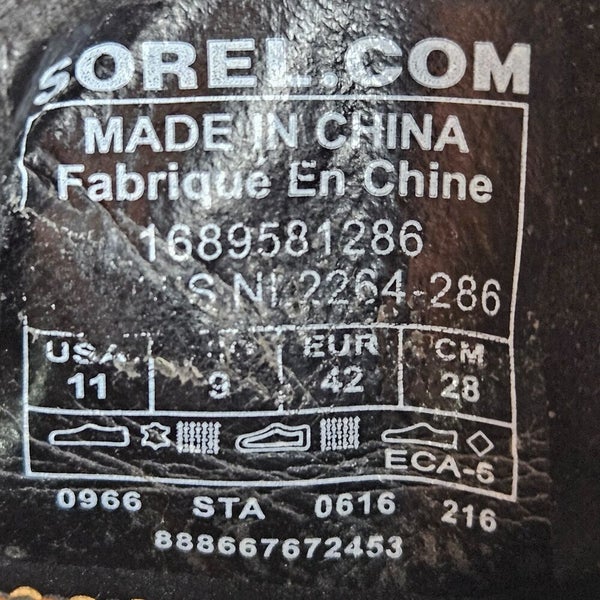 SOREL.COM
MADE IN CHINA
Fabrique En Chine
1689581286
NL2264-286
USA EUR CM
11 9 42 28
ECA-5
0966 STA 0616 216
888667672453